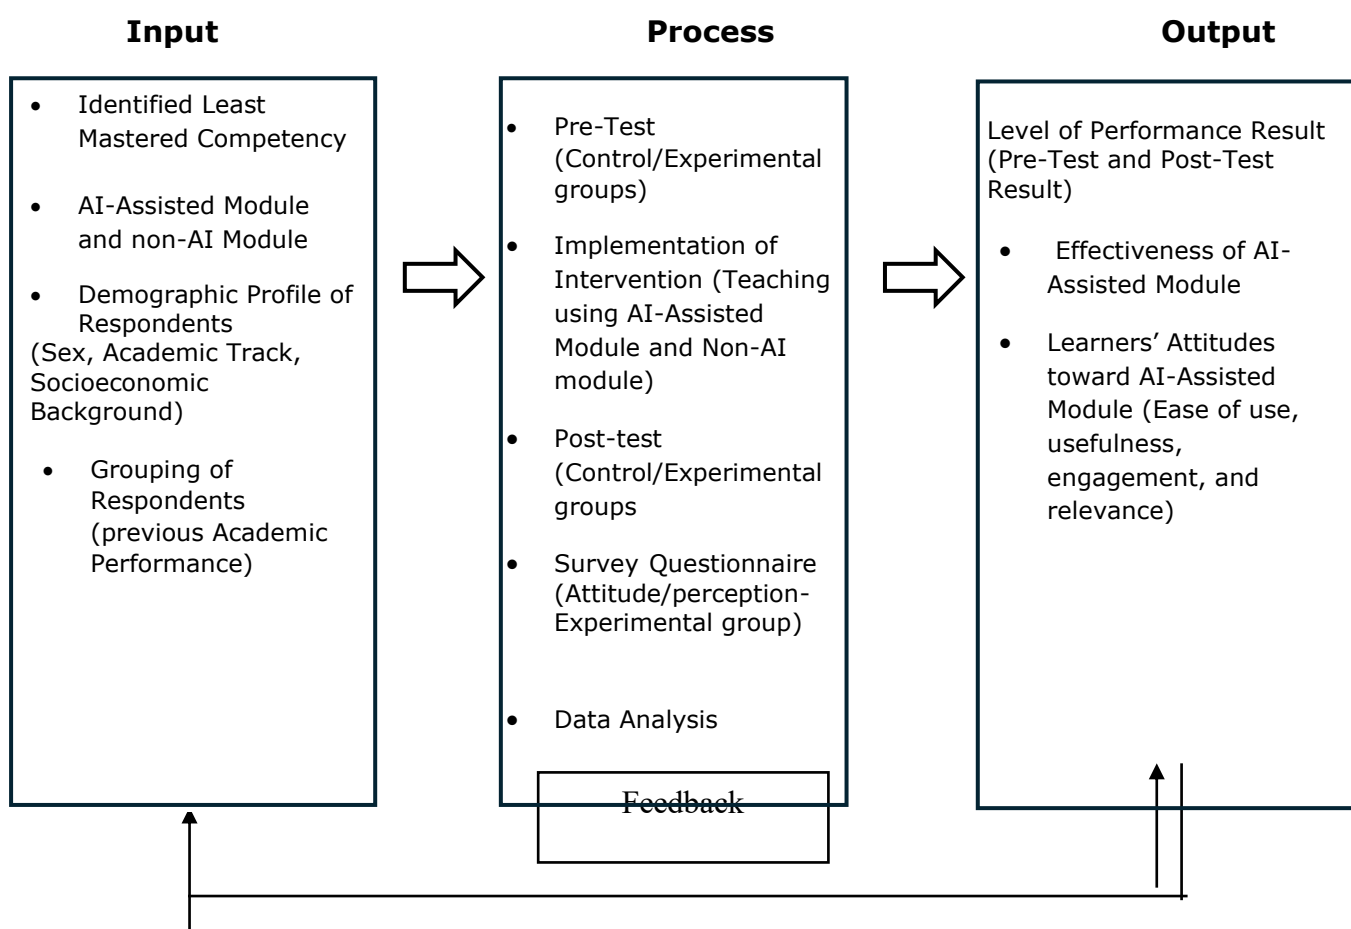 Input
Process
Output
• Identified Least
Mastered Competency
• AI-Assisted Module
and non-AI Module
• Demographic Profile of
Respondents
(Sex, Academic Track,
Socioeconomic
Background)
• Grouping of
Respondents
(previous Academic
Performance)
• Pre-Test
(Control/Experimental
groups)
• Implementation of
Intervention (Teaching
using AI-Assisted
Module and Non-AI
module)
• Post-test
(Control/Experimental
groups
• Survey Questionnaire
(Attitude/perception-
Experimental group)
• Data Analysis
Feedback
Level of Performance Result
(Pre-Test and Post-Test
Result)
• Effectiveness of AI-
Assisted Module
• Learners’ Attitudes
toward AI-Assisted
Module (Ease of use,
usefulness,
engagement, and
relevance)